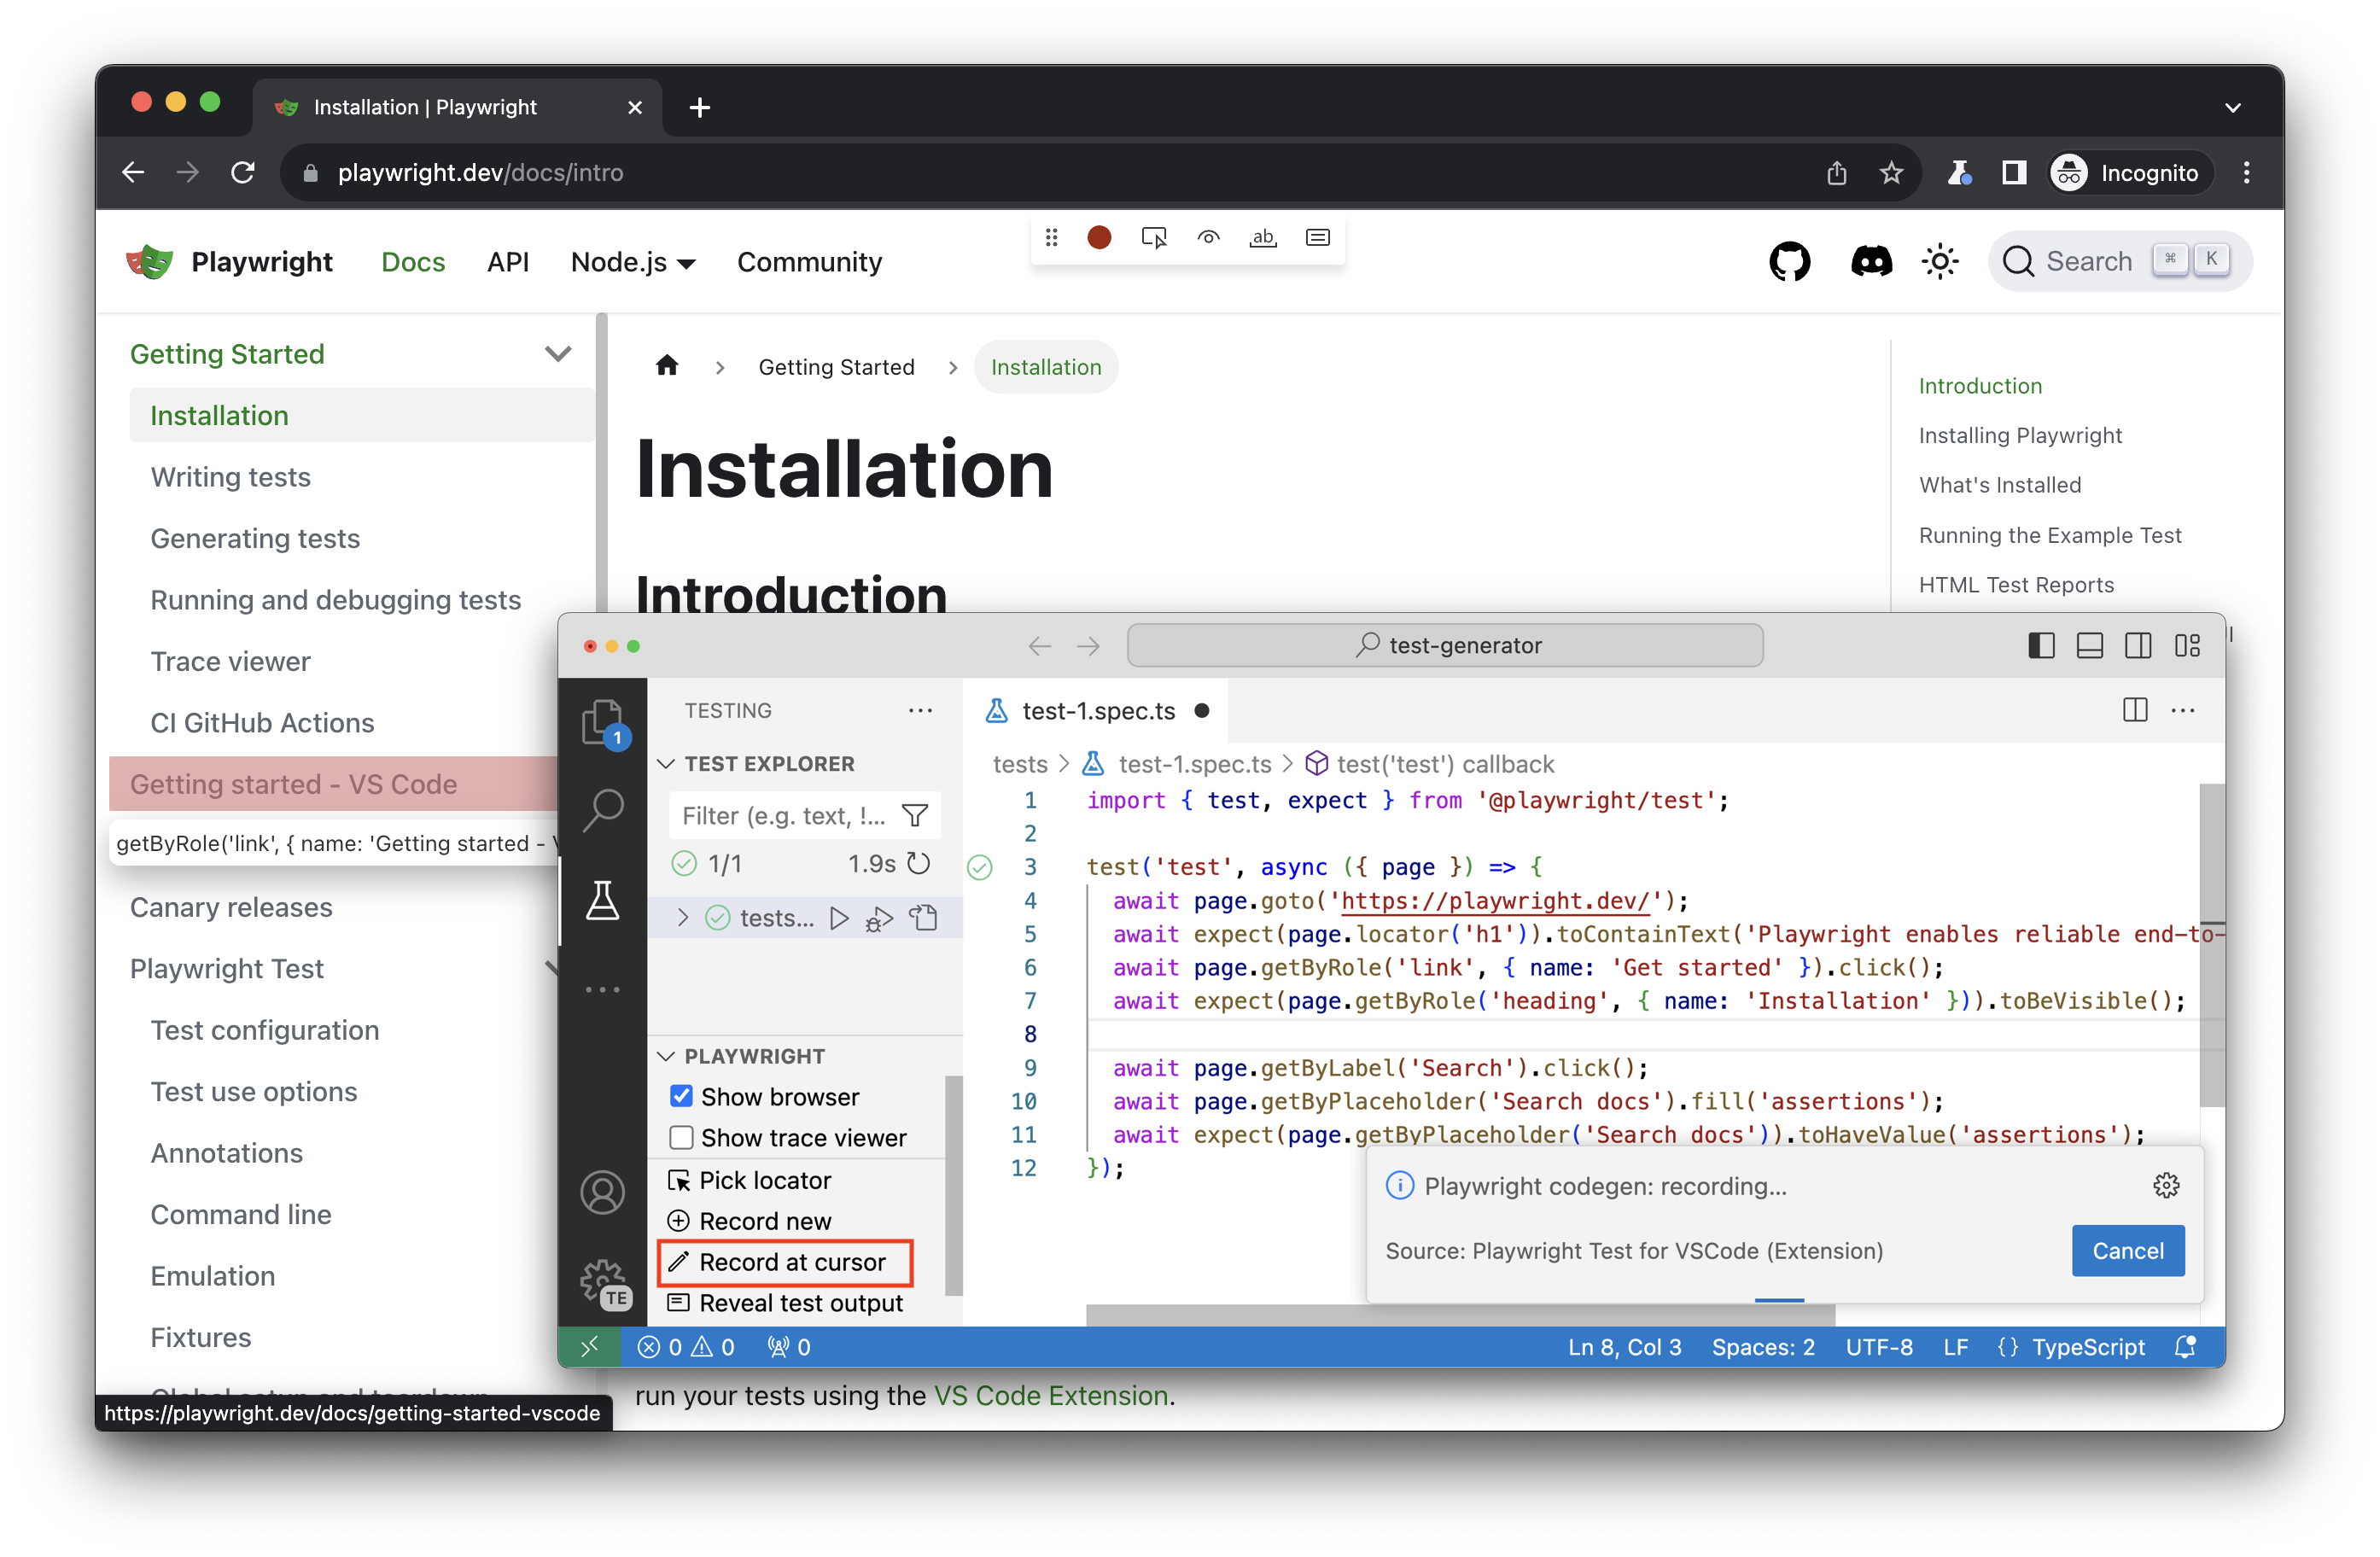 Installation | Playwright
playwright.dev/docs/intro
Incognito
Playwright Docs API Node.js Community
ab
Search ⌘ K
Getting Started
Installation
Writing tests
Generating tests
Running and debugging tests
Trace viewer
CI GitHub Actions
Getting started - VS Code
getByRole('link', { name: 'Getting started -
Canary releases
Playwright Test
Test configuration
Test use options
Annotations
Command line
Emulation
Fixtures
Global setup and teardown
https://playwright.dev/docs/getting-started-vscode
Getting Started > Installation
Installation
Introduction
Introduction
Installing Playwright
What's Installed
Running the Example Test
HTML Test Reports
test-generator
1
TE
TESTING
TEST EXPLORER
Filter (e.g. text, !...
1/1 1.9s
tests...
PLAYWRIGHT
Show browser
Show trace viewer
Pick locator
Record new
Record at cursor
Reveal test output
test-1.spec.ts
tests > test-1.spec.ts > test('test') callback
1 import { test, expect } from '@playwright/test';
2
3 test('test', async ({ page }) => {
4 await page.goto('https://playwright.dev/');
5 await expect(page.locator('h1')).toContainText('Playwright enables reliable end-to-
6 await page.getByRole('link', { name: 'Get started' }).click();
7 await expect(page.getByRole('heading', { name: 'Installation' })).toBeVisible();
8
9 await page.getByLabel('Search').click();
10 await page.getByPlaceholder('Search docs').fill('assertions');
11 await expect(page.getByPlaceholder('Search docs')).toHaveValue('assertions');
12 });
Playwright codegen: recording...
Source: Playwright Test for VSCode (Extension)
Cancel
0 0 0
Ln 8, Col 3 Spaces: 2 UTF-8 LF {} TypeScript
run your tests using the VS Code Extension.